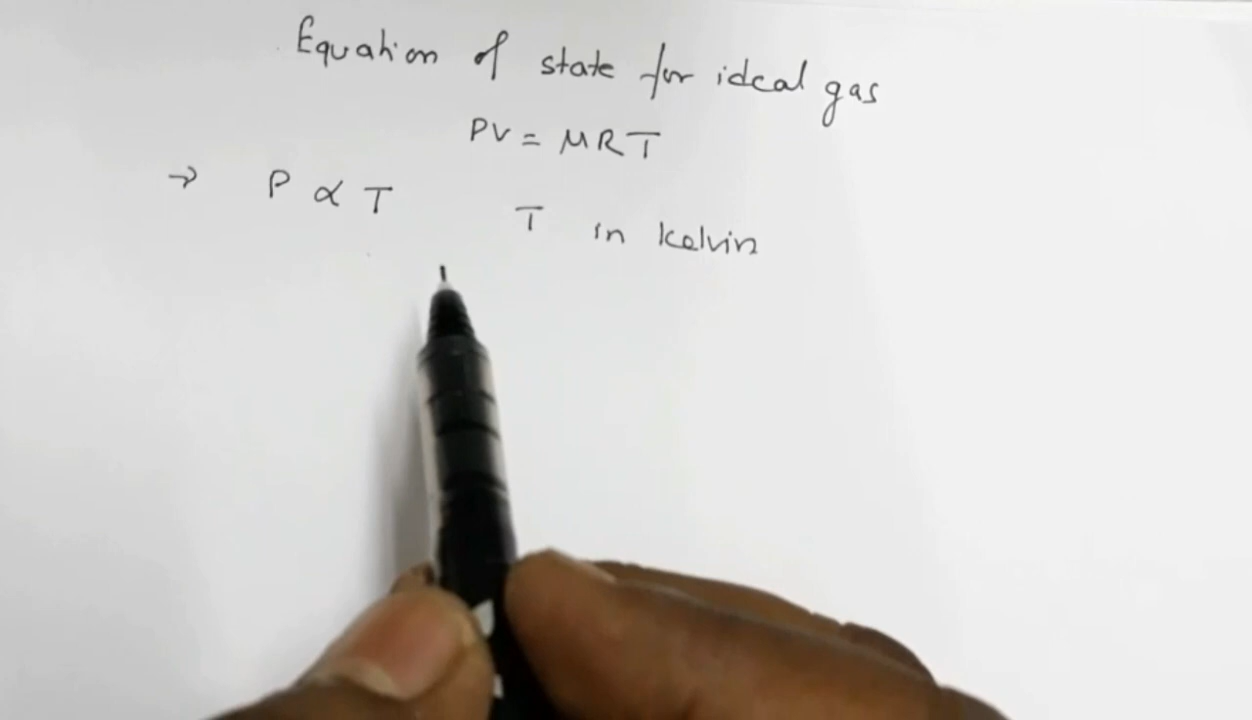 Equation of state for ideal gas
PV = μRT
→ P ∝ T
T in kelvin